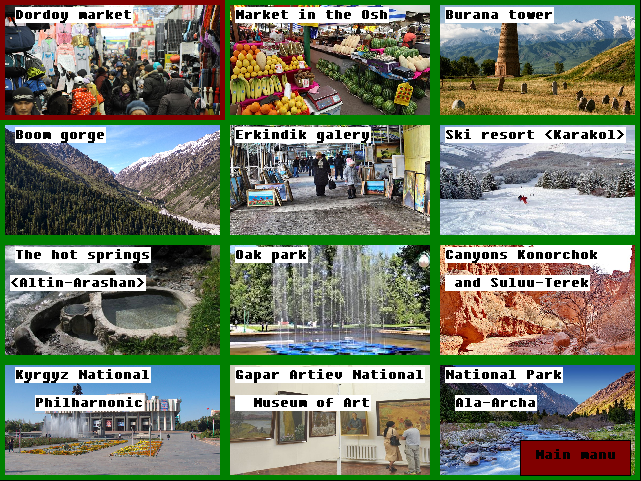 Dordoy market
Market in the Osh
Burana tower
Boom gorge
Erkindik galery
Ski resort <Karakol>
The hot springs
<Altin-Arashan>
Oak park
Canyons Konorchok
and Suluu-Terek
Kyrgyz National
Philharnonic
Gapar Artiev National
Museum of Art
National Park
Ala-Archa
Main manu